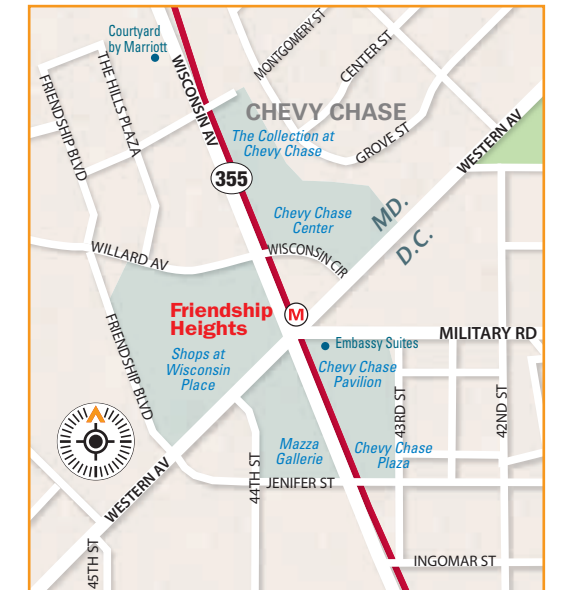 Courtyard
by Marriott
MONTGOMERY ST
CENTER ST
THE HILLS PLAZA
WISCONSIN AV
FRIENDSHIP BLVD
CHEVY CHASE
The Collection at
Chevy Chase
GROVE ST
WESTERN AV
355
Chevy Chase
Center
MD.
D.C.
WILLARD AV
WISCONSIN CIR
Friendship
Heights
M
MILITARY RD
Embassy Suites
Shops at
Wisconsin
Place
Chevy Chase
Pavilion
FRIENDSHIP BLVD
43RD ST
42ND ST
Mazza
Gallerie
Chevy Chase
Plaza
44TH ST
JENIFER ST
WESTERN AV
45TH ST
INGOMAR ST